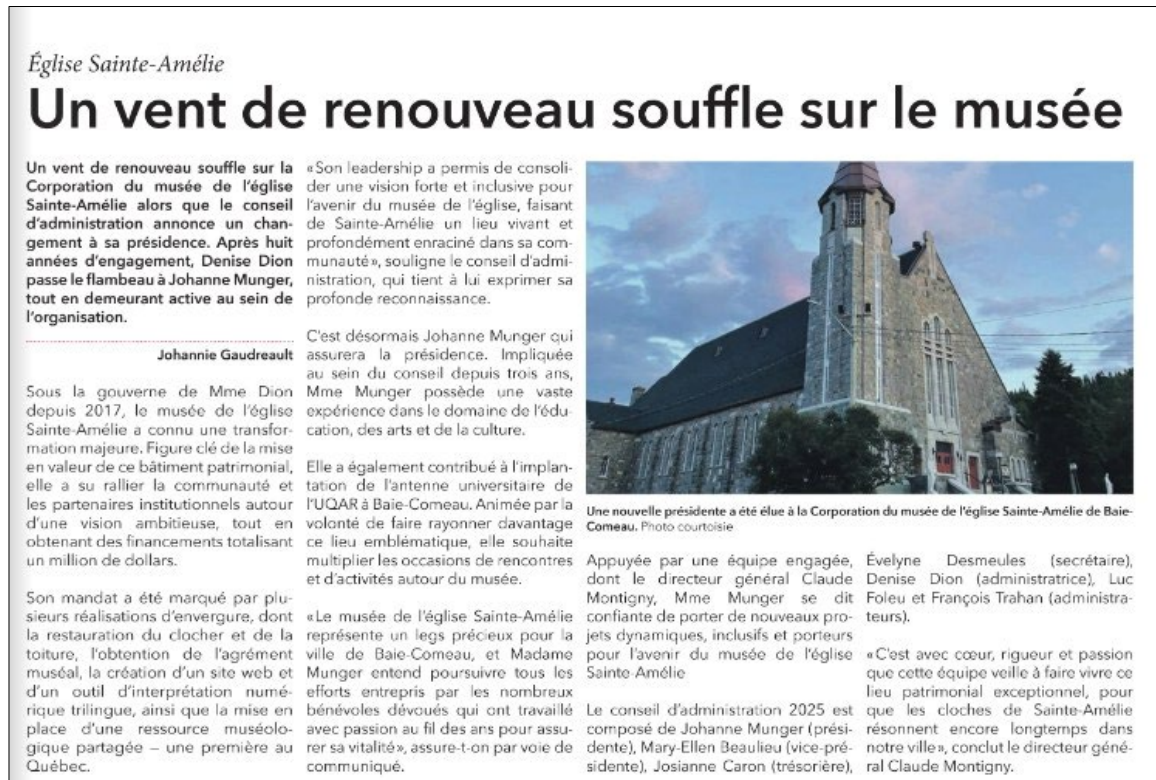 Église Sainte-Amélie
Un vent de renouveau souffle sur le musée
Un vent de renouveau souffle sur la
Corporation du musée de l'église
Sainte-Amélie alors que le conseil
d'administration annonce un chan-
gement à sa présidence. Après huit
années d'engagement, Denise Dion
passe le flambeau à Johanne Munger,
tout en demeurant active au sein de
l'organisation.
Johannie Gaudreault
Sous la gouverne de Mme Dion
depuis 2017, le musée de l'église
Sainte-Amélie a connu une transfor-
mation majeure. Figure clé de la mise
en valeur de ce bâtiment patrimonial,
elle a su rallier la communauté et
les partenaires institutionnels autour
d'une vision ambitieuse, tout en
obtenant des financements totalisant
un million de dollars.
Son mandat a été marqué par plu-
sieurs réalisations d'envergure, dont
la restauration du clocher et de la
toiture, l'obtention de l'agrément
muséal, la création d'un site web et
d'un outil d'interprétation numé-
rique trilingue, ainsi que la mise en
place d'une ressource muséolo-
gique partagée – une première au
Québec.
«Son leadership a permis de consoli-
der une vision forte et inclusive pour
l'avenir du musée de l'église, faisant
de Sainte-Amélie un lieu vivant et
profondément enraciné dans sa com-
munauté», souligne le conseil d'admi-
nistration, qui tient à lui exprimer sa
profonde reconnaissance.
C'est désormais Johanne Munger qui
assurera la présidence. Impliquée
au sein du conseil depuis trois ans,
Mme Munger possède une vaste
expérience dans le domaine de l'édu-
cation, des arts et de la culture.
Elle a également contribué à l'implan-
tation de l'antenne universitaire de
l'UQAR à Baie-Comeau. Animée par la
volonté de faire rayonner davantage
ce lieu emblématique, elle souhaite
multiplier les occasions de rencontres
et d'activités autour du musée.
«Le musée de l'église Sainte-Amélie
représente un legs précieux pour la
ville de Baie-Comeau, et Madame
Munger entend poursuivre tous les
efforts entrepris par les nombreux
bénévoles dévoués qui ont travaillé
avec passion au fil des ans pour assu-
rer sa vitalité», assure-t-on par voie de
communiqué.
Une nouvelle présidente a été élue à la Corporation du musée de l'église Sainte-Amélie de Baie-
Comeau. Photo courtoisie
Appuyée par une équipe engagée,
dont le directeur général Claude
Montigny, Mme Munger se dit
confiante de porter de nouveaux pro-
jets dynamiques, inclusifs et porteurs
pour l'avenir du musée de l'église
Sainte-Amélie
Le conseil d'administration 2025 est
composé de Johanne Munger (prési-
dente), Mary-Ellen Beaulieu (vice-pré-
sidente), Josianne Caron (trésorière),
Évelyne Desmeules (secrétaire),
Denise Dion (administratrice), Luc
Foleu et François Trahan (administra-
teurs).
«C'est avec cœur, rigueur et passion
que cette équipe veille à faire vivre ce
lieu patrimonial exceptionnel, pour
que les cloches de Sainte-Amélie
résonnent encore longtemps dans
notre ville», conclut le directeur géné-
ral Claude Montigny.